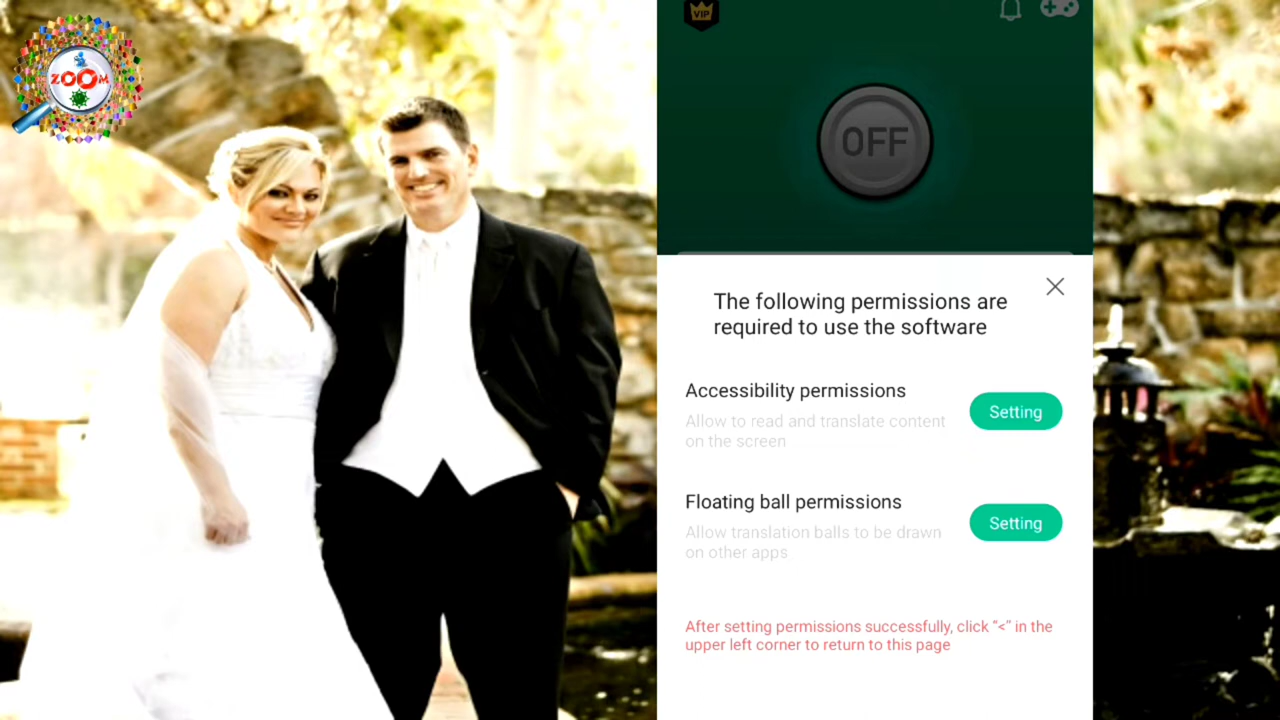 ZOOM
VIP
OFF
The following permissions are
required to use the software
Accessibility permissions
Allow to read and translate content
on the screen
Setting
Floating ball permissions
Allow translation balls to be drawn
on other apps
Setting
After setting permissions successfully, click "<" in the
upper left corner to return to this page